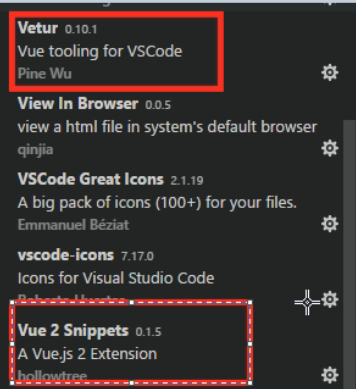 Vetur 0.10.1
Vue tooling for VSCode
Pine Wu
View In Browser 0.0.5
view a html file in system's default browser
qinjia
VSCode Great Icons 2.1.19
A big pack of icons (100+) for your files.
Emmanuel Béziat
vscode-icons 7.17.0
Icons for Visual Studio Code
Roberto Huertas
Vue 2 Snippets 0.1.5
A Vue.js 2 Extension
hollowtree